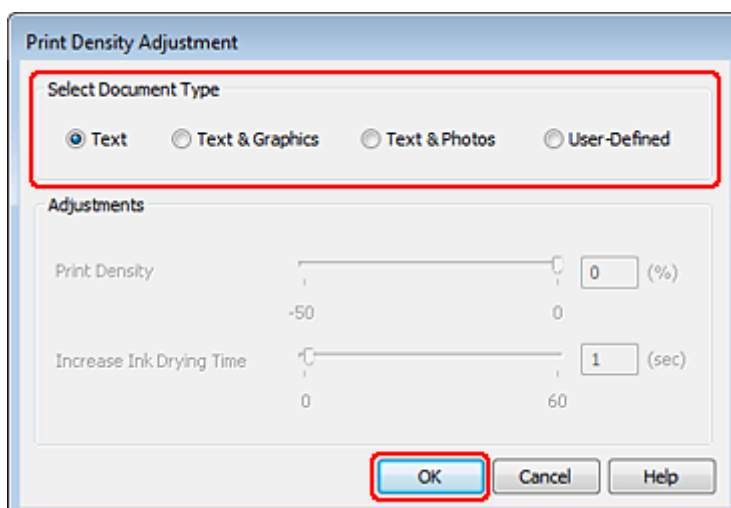 Print Density Adjustment
Select Document Type
Text Text & Graphics Text & Photos User-Defined
Adjustments
Print Density 0 (%)
-50 0
Increase Ink Drying Time 1 (sec)
0 60
OK Cancel Help